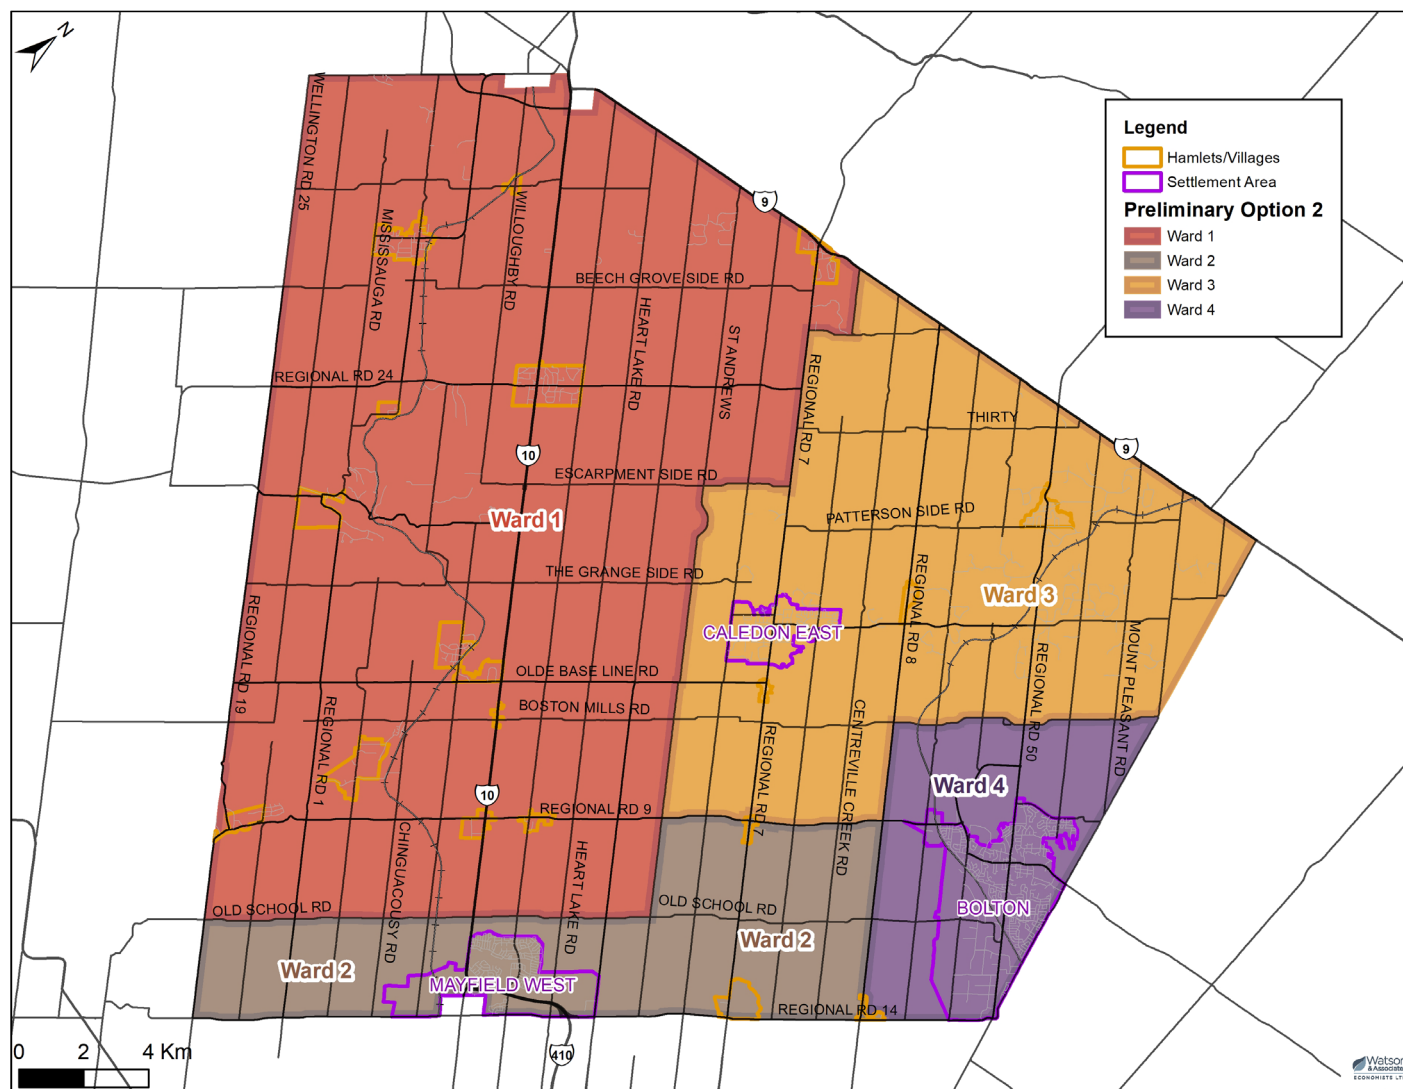 N
Legend
Hamlets/Villages
Settlement Area
Preliminary Option 2
Ward 1
Ward 2
Ward 3
Ward 4
WELLINGTON RD 25
MISSISSAUGA RD
WILLOUGHBY RD
9
BEECH GROVE SIDE RD
HEART LAKE RD
ST ANDREWS
REGIONAL RD 24
REGIONAL RD 7
THIRTY
9
10
ESCARPMENT SIDE RD
Ward 1
PATTERSON SIDE RD
THE GRANGE SIDE RD
REGIONAL RD 8
Ward 3
CALEDON EAST
REGIONAL RD 19
OLDE BASE LINE RD
BOSTON MILLS RD
REGIONAL RD 1
REGIONAL RD 7
CENTREVILLE CREEK RD
REGIONAL RD 50
MOUNT PLEASANT RD
Ward 4
10
REGIONAL RD 9
CHINGUACOUSY RD
HEART LAKE RD
OLD SCHOOL RD
OLD SCHOOL RD
BOLTON
Ward 2
Ward 2
MAYFIELD WEST
REGIONAL RD 14
410
0 2 4 Km
Watson
& Associates
ECONOMISTS LTD